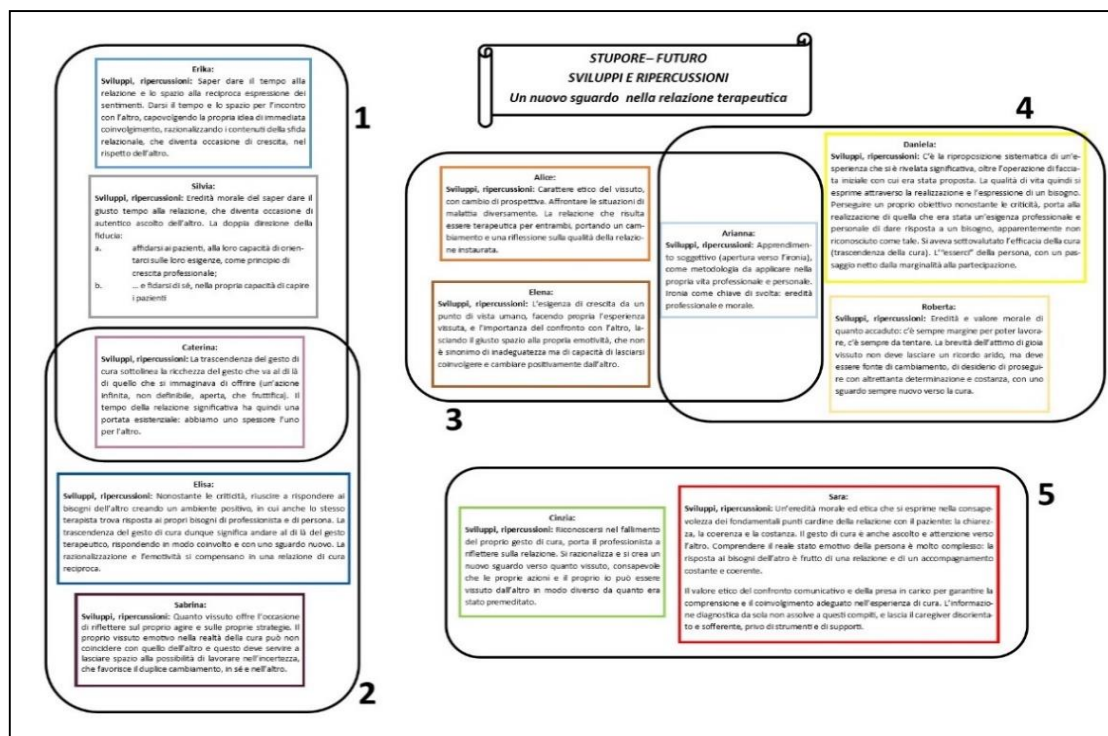 STUPORE– FUTURO
SVILUPPI E RIPERCUSSIONI
Un nuovo sguardo nella relazione terapeutica
1
Erika:
Sviluppi, ripercussioni: Saper dare il tempo alla
relazione e lo spazio alla reciproca espressione dei
sentimenti. Darsi il tempo e lo spazio per l'incontro
con l'altro, capovolgendo la propria idea di immediata
coinvolgimento, razionalizzando i contenuti della sfida
relazionale, che diventa occasione di crescita, nel
rispetto dell'altro.
Silvia:
Sviluppi, ripercussioni: Eredità morale del saper dare il
giusto tempo alla relazione, che diventa occasione di
autentico ascolto dell'altro. La doppia direzione della
fiducia:
a. affidarsi ai pazienti, alla loro capacità di orien-
tarci sulle loro esigenze, come principio di
crescita professionale;
b. ... e fidarsi di sé, nella propria capacità di capire
i pazienti
Caterina:
Sviluppi, ripercussioni: La trascendenza del gesto di
cura sottolinea la ricchezza del gesto che va al di là
di quello che si immaginava di offrire (un'azione
infinita, non definibile, aperta, che fruttifica). Il
tempo della relazione significativa ha quindi una
portata esistenziale: abbiamo uno spessore l'uno
per l'altro.
Elisa:
Sviluppi, ripercussioni: Nonostante le criticità, riuscire a rispondere ai
bisogni dell'altro creando un ambiente positivo, in cui anche lo stesso
terapista trova risposta ai propri bisogni di professionista e di persona. La
trascendenza del gesto di cura dunque significa andare al di là del gesto
terapeutico, rispondendo in modo coinvolto e con uno sguardo nuovo. La
razionalizzazione e l'emotività si compensano in una relazione di cura
reciproca.
Sabrina:
Sviluppi, ripercussioni: Quanto vissuto offre l'occasione
di riflettere sul proprio agire e sulle proprie strategie. Il
proprio vissuto emotivo nella realtà della cura può non
coincidere con quello dell'altro e questo deve servire a
lasciare spazio alla possibilità di lavorare nell'incertezza,
che favorisce il duplice cambiamento, in sé e nell'altro.
2
Alice:
Sviluppi, ripercussioni: Carattere etico del vissuto,
con cambio di prospettiva. Affrontare le situazioni di
malattia diversamente. La relazione che risulta
essere terapeutica per entrambi, portando un cam-
biamento e una riflessione sulla qualità della relazio-
ne instaurata.
Elena:
Sviluppi, ripercussioni: L'esigenza di crescita da un
punto di vista umano, facendo propria l'esperienza
vissuta, e l'importanza del confronto con l'altro, la-
sciando il giusto spazio alla propria emotività, che non
è sinonimo di inadeguatezza ma di capacità di lasciarsi
coinvolgere e cambiare positivamente dall'altro.
3
Arianna:
Sviluppi, ripercussioni: Apprendimen-
to soggettivo (apertura verso l'ironia),
come metodologia da applicare nella
propria vita professionale e personale.
Ironia come chiave di svolta: eredità
professionale e morale.
4
Daniela:
Sviluppi, ripercussioni: C'è la riproposizione sistematica di un'e-
sperienza che si è rivelata significativa, oltre l'operazione di faccia-
ta iniziale con cui era stata proposta. La qualità di vita quindi si
esprime attraverso la realizzazione e l'espressione di un bisogno.
Perseguire un proprio obiettivo nonostante le criticità, porta alla
realizzazione di quella che era stata un'esigenza professionale e
personale di dare risposta a un bisogno, apparentemente non
riconosciuto come tale. Si aveva sottovalutato l'efficacia della cura
(trascendenza della cura). L'"esserci" della persona, con un pas-
saggio netto dalla marginalità alla partecipazione.
Roberta:
Sviluppi, ripercussioni: Eredità e valore morale di
quanto accaduto: c'è sempre margine per poter lavora-
re, c'è sempre da tentare. La brevità dell'attimo di gioia
vissuto non deve lasciare un ricordo arido, ma deve
essere fonte di cambiamento, di desiderio di prosegui-
re con altrettanta determinazione e costanza, con uno
sguardo sempre nuovo verso la cura.
5
Cinzia:
Sviluppi, ripercussioni: Riconoscersi nel fallimento
del proprio gesto di cura, porta il professionista a
riflettere sulla relazione. Si razionalizza e si crea un
nuovo sguardo verso quanto vissuto, consapevole
che le proprie azioni e il proprio io può essere
vissuto dall'altro in modo diverso da quanto era
stato premeditato.
Sara:
Sviluppi, ripercussioni: Un'eredità morale ed etica che si esprime nella consa-
pevolezza dei fondamentali punti cardine della relazione con il paziente: la chiarez-
za, la coerenza e la costanza. Il gesto di cura è anche ascolto e attenzione verso
l'altro. Comprendere il reale stato emotivo della persona è molto complesso: la
risposta ai bisogni dell'altro è frutto di una relazione e di un accompagnamento
costante e coerente.
Il valore etico del confronto comunicativo e della presa in carico per garantire la
comprensione e il coinvolgimento adeguato nell'esperienza di cura. L'informazio-
ne diagnostica da sola non assolve a questi compiti, e lascia il caregiver disorienta-
to e sofferente, privo di strumenti e di supporti.